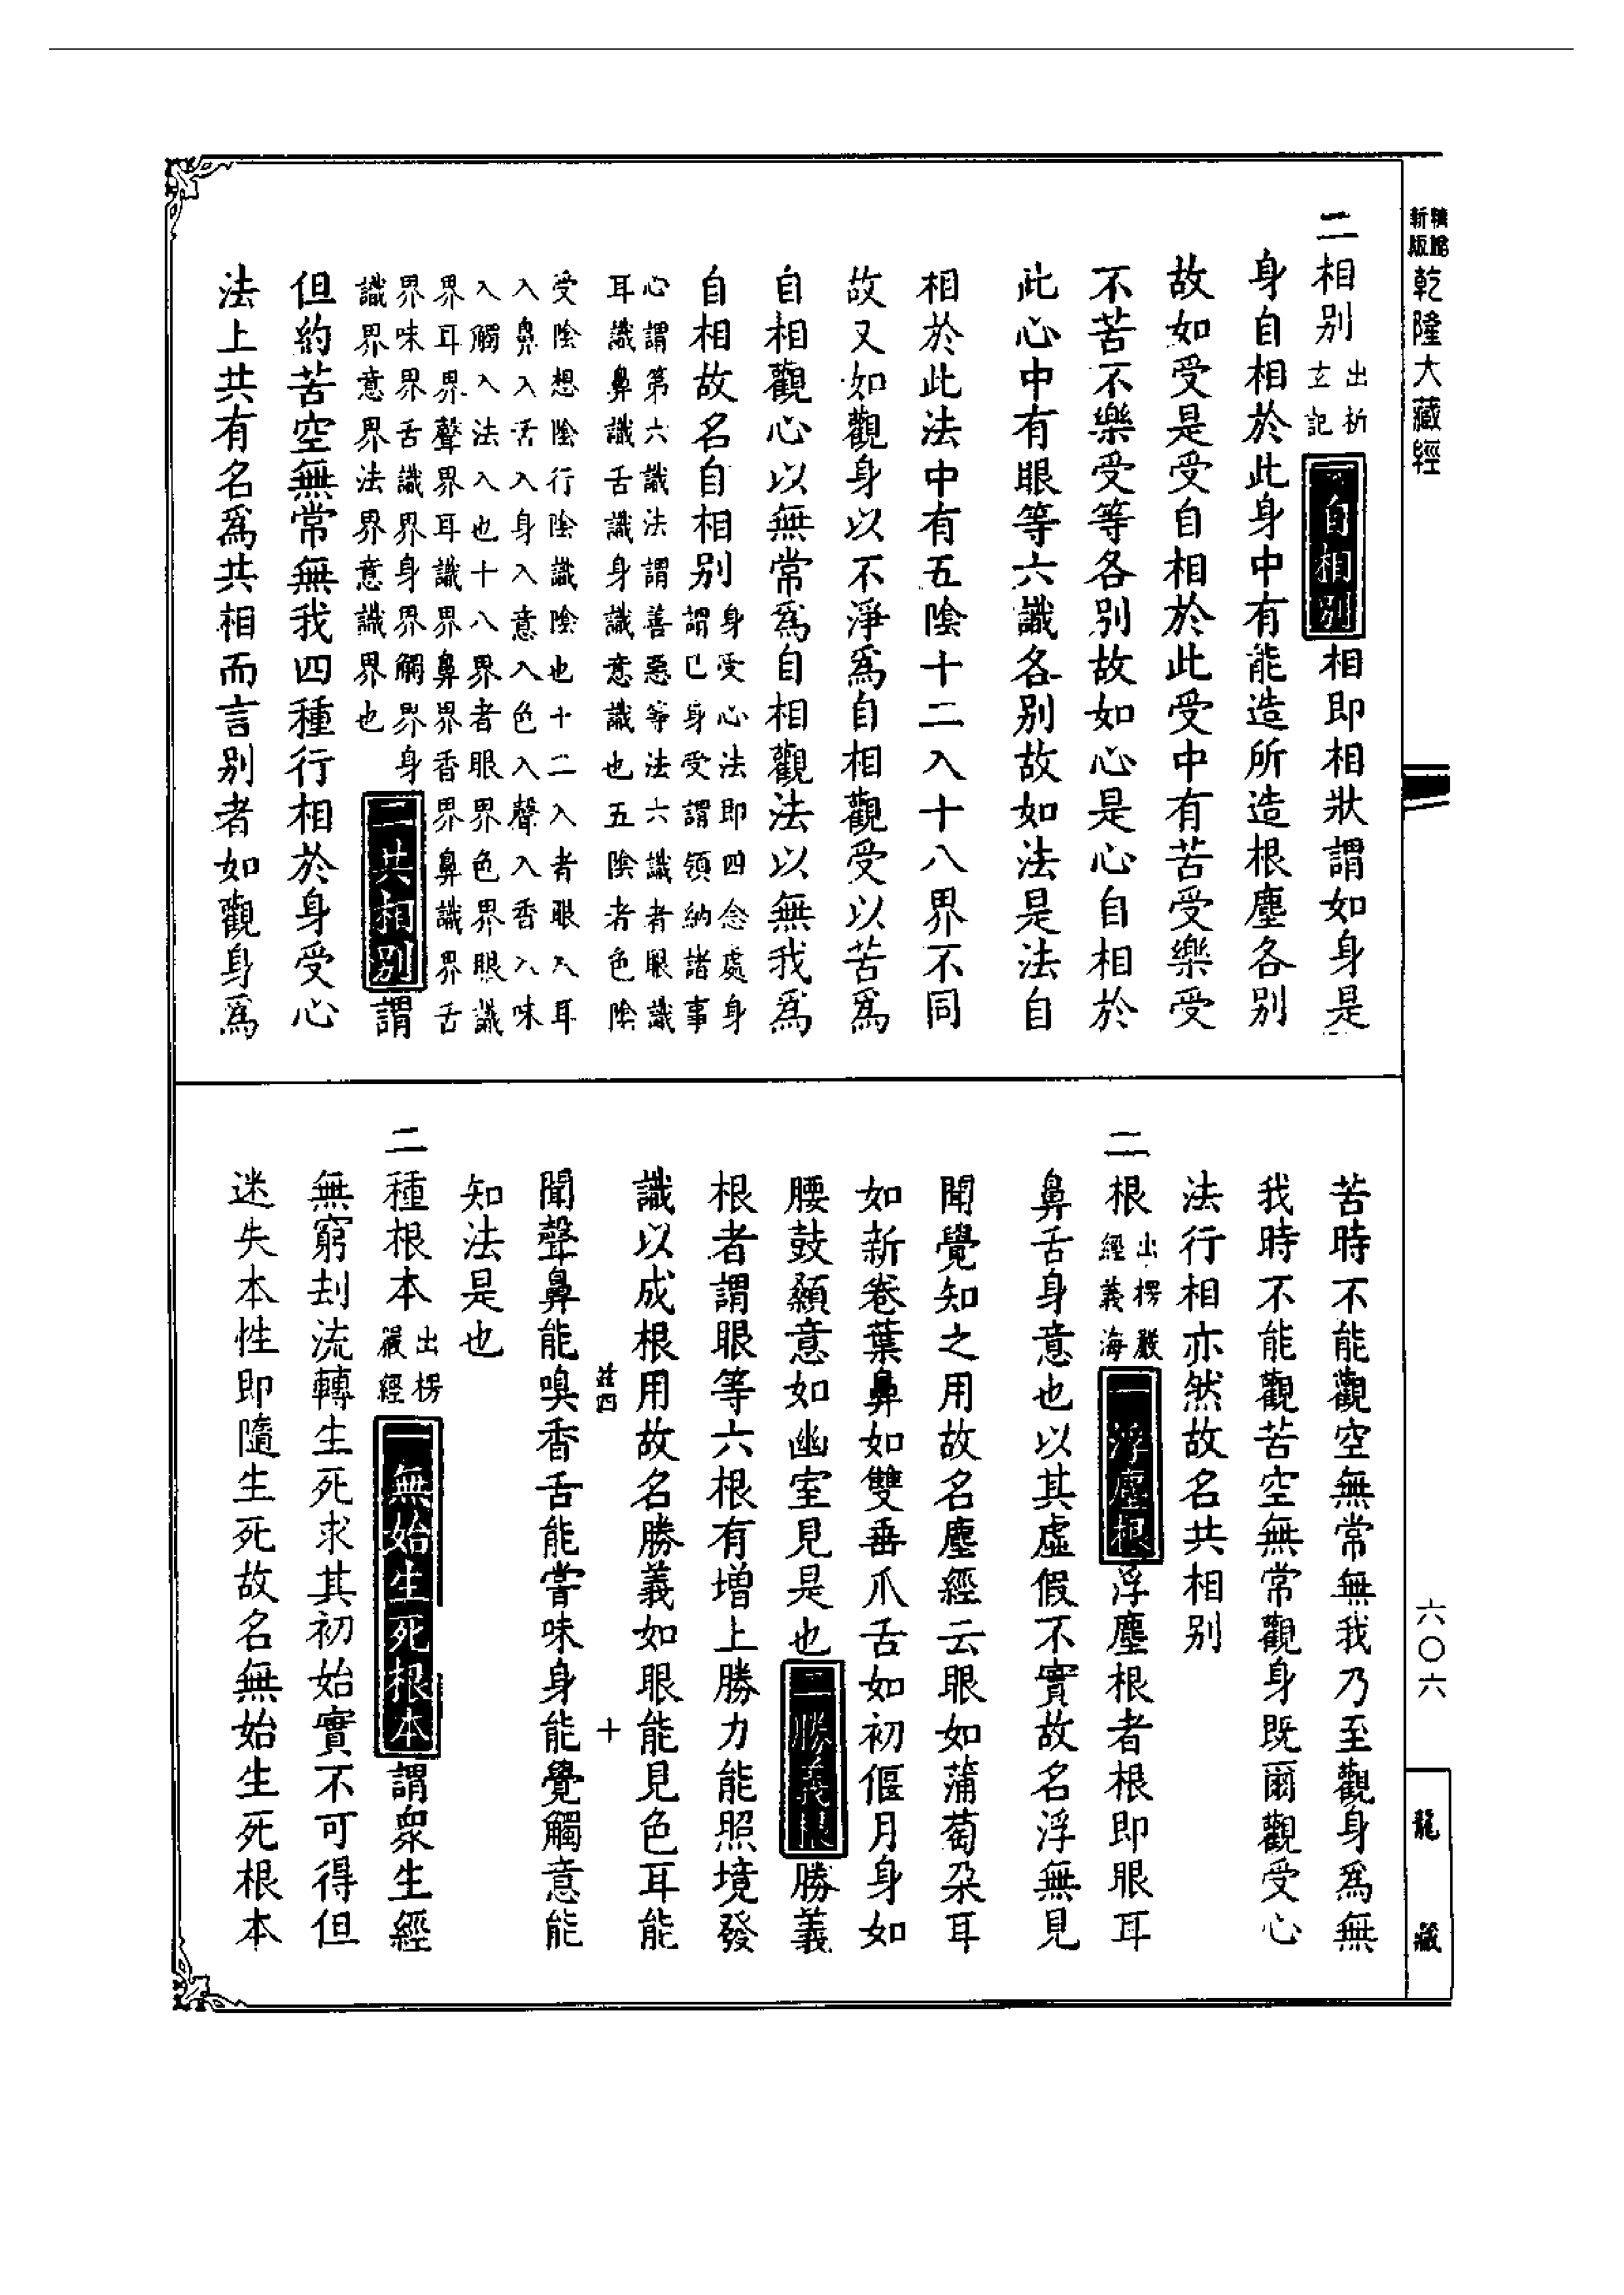 乾隆大藏經
二相別出析玄記一自相別相即相狀謂如身是
身自相於此身中有能造所造根塵各別
故如受是受自相於此受中有苦受樂受
不苦不樂受等各別故如心是心自相於
此心中有眼等六識各別故如法是法自
相於此法中有五陰十二入十八界不同
故又如觀身以不淨為自相觀受以苦為
自相觀心以無常為自相觀法以無我為
自相故名自相別身受心法即四念處身謂己身受謂領納諸事
心謂第六識法謂善惡等法六識者眼識耳識鼻識舌識身識意識也五陰者色陰
受陰想陰行陰識陰也十二入者眼入耳入鼻入舌入身入意入色入聲入香入味
入觸入法入也十八界者眼界色界眼識界耳界聲界耳識界鼻界香界鼻識界舌
界味界舌識界身界觸界身識界意界法界意識界也二共相別謂
但約苦空無常無我四種行相於身受心
法上共有名為共相而言別者如觀身為
苦時不能觀空無常無我乃至觀身為無
我時不能觀苦空無常觀身既爾觀受心
法行相亦然故名共相別
二根出楞嚴經義海一浮塵根浮塵根者根即眼耳
鼻舌身意也以其虛假不實故名浮無見
聞覺知之用故名塵經云眼如蒲萄朶耳
如新卷葉鼻如雙垂爪舌如初偃月身如
腰鼓顙意如幽室見是也二勝義根勝義
根者謂眼等六根有增上勝力能照境發
識以成根用故名勝義如眼能見色耳能
十
聞聲鼻能嗅香舌能嘗味身能覺觸意能
知法是也
二種根本出楞嚴經一無始生死根本謂眾生經
無窮刦流轉生死求其初始實不可得但
迷失本性即隨生死故名無始生死根本
六〇六
龍藏